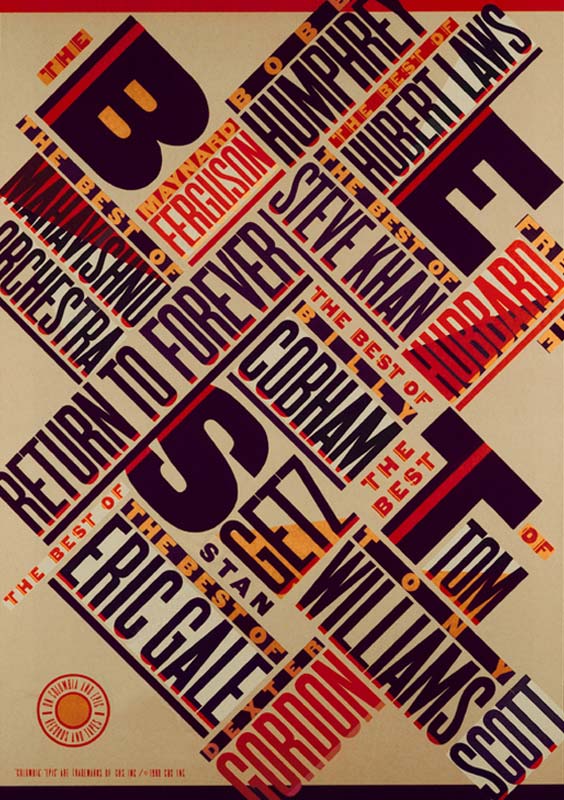 THE
B
E
S
T
BOBBI
HUMPHREY
THE BEST OF
HUBERT LAWS
MAYNARD
FERGUSON
THE BEST OF
MAHAVISHNU
ORCHESTRA
THE BEST OF
STEVE KHAN
RETURN TO FOREVER
THE BEST OF
HUBBARD
THE BEST OF
BILLY
COBHAM
STAN
GETZ
THE
BEST
OF
TOM
SCOTT
THE BEST OF
ERIC GALE
TONY
WILLIAMS
DEXTER
GORDON
ON COLUMBIA AND EPIC
RECORDS AND TAPES
"COLUMBIA," "EPIC" ARE TRADEMARKS OF CBS INC./© 1980 CBS INC.